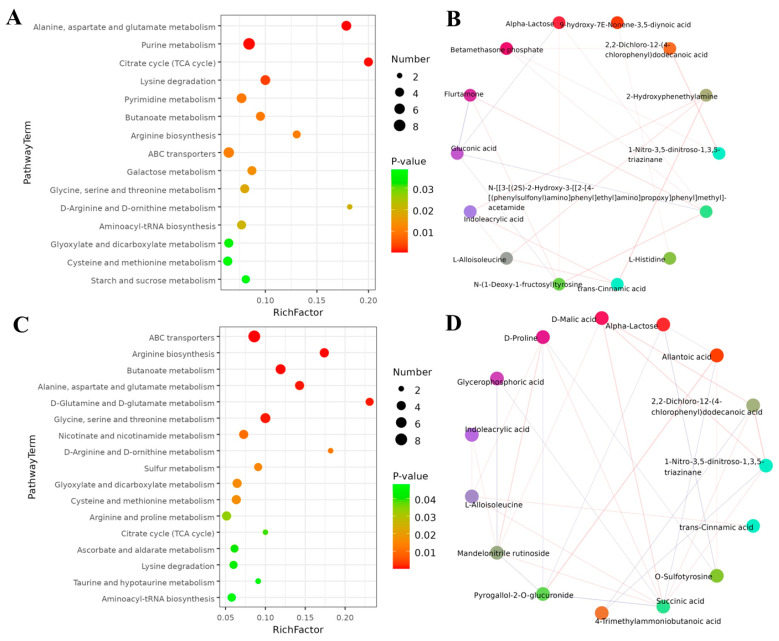 A
Alanine, aspartate and glutamate metabolism
Purine metabolism
Citrate cycle (TCA cycle)
Lysine degradation
Pyrimidine metabolism
Butanoate metabolism
Arginine biosynthesis
ABC transporters
Galactose metabolism
Glycine, serine and threonine metabolism
D-Arginine and D-ornithine metabolism
Aminoacyl-tRNA biosynthesis
Glyoxylate and dicarboxylate metabolism
Cysteine and methionine metabolism
Starch and sucrose metabolism
PathwayTerm
0.10 0.15 0.20
RichFactor
Number
2
4
6
8
P-value
0.03
0.02
0.01
B
Alpha-Lactose
9-hydroxy-7E-Nonene-3,5-diynoic acid
Betamethasone phosphate
2,2-Dichloro-12-(4-
chlorophenyl)dodecanoic acid
Flurtamone
2-Hydroxyphenethylamine
Gluconic acid
1-Nitro-3,5-dinitroso-1,3,5-
triazinane
N-[[3-[(2S)-2-Hydroxy-3-[[2-[4-
[(phenylsulfonyl)amino]phenyl]ethyl]amino]propoxy]phenyl]methyl]-
acetamide
Indoleacrylic acid
L-Alloisoleucine
L-Histidine
N-(1-Deoxy-1-fructosyl)tyrosine
trans-Cinnamic acid
C
ABC transporters
Arginine biosynthesis
Butanoate metabolism
Alanine, aspartate and glutamate metabolism
D-Glutamine and D-glutamate metabolism
Glycine, serine and threonine metabolism
Nicotinate and nicotinamide metabolism
D-Arginine and D-ornithine metabolism
Sulfur metabolism
Glyoxylate and dicarboxylate metabolism
Cysteine and methionine metabolism
Arginine and proline metabolism
Citrate cycle (TCA cycle)
Ascorbate and aldarate metabolism
Lysine degradation
Taurine and hypotaurine metabolism
Aminoacyl-tRNA biosynthesis
PathwayTerm
0.05 0.10 0.15 0.20
RichFactor
Number
2
4
6
8
P-value
0.04
0.03
0.02
0.01
D
D-Malic acid
Alpha-Lactose
D-Proline
Allantoic acid
Glycerophosphoric acid
2,2-Dichloro-12-(4-
chlorophenyl)dodecanoic acid
Indoleacrylic acid
1-Nitro-3,5-dinitroso-1,3,5-
triazinane
L-Alloisoleucine
trans-Cinnamic acid
Mandelonitrile rutinoside
O-Sulfotyrosine
Pyrogallol-2-O-glucuronide
Succinic acid
4-Trimethylammoniobutanoic acid